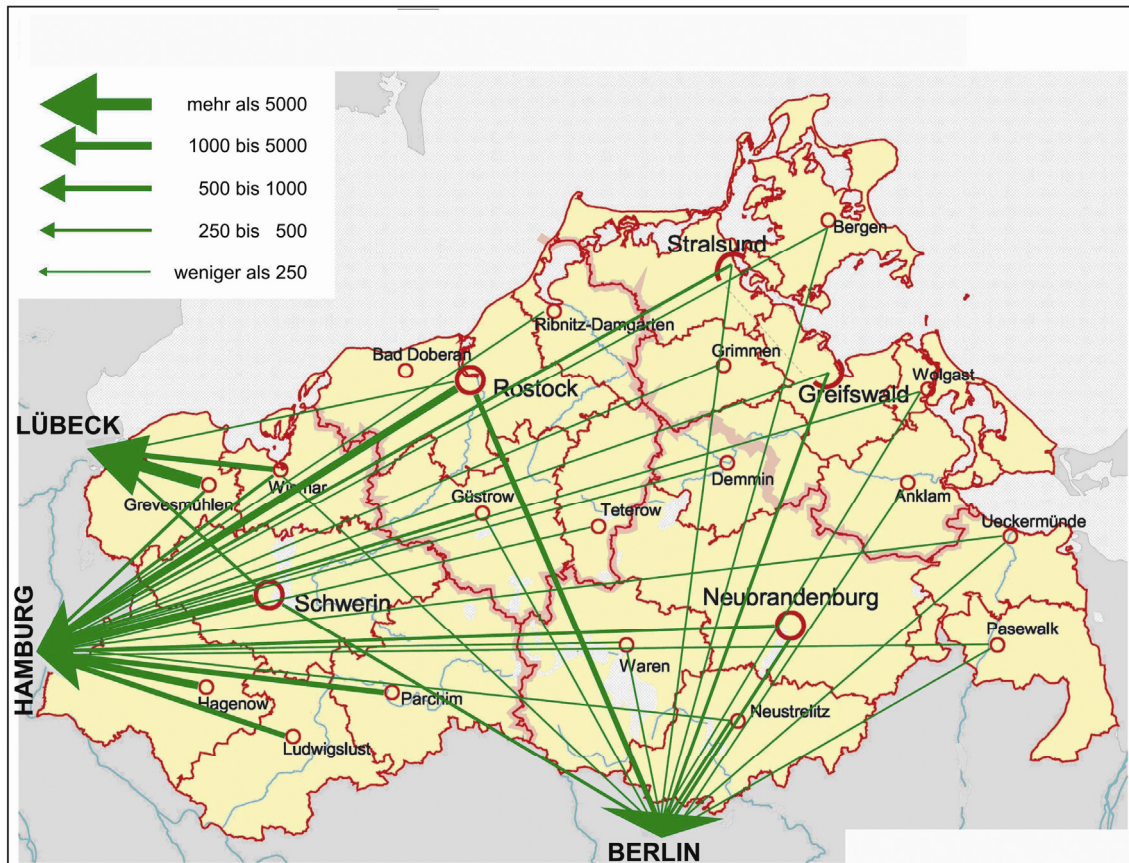 mehr als 5000
1000 bis 5000
500 bis 1000
250 bis 500
weniger als 250
Bergen
Stralsund
Ribnitz-Damgarten
Bad Doberan
Grimmen
Rostock
Wolgast
Greifswald
LÜBECK
Wismar
Demmin
Grevesmühlen
Güstrow
Anklam
Teterow
Ueckermünde
Schwerin
Neubrandenburg
HAMBURG
Pasewalk
Waren
Hagenow
Parchim
Neustrelitz
Ludwigslust
BERLIN